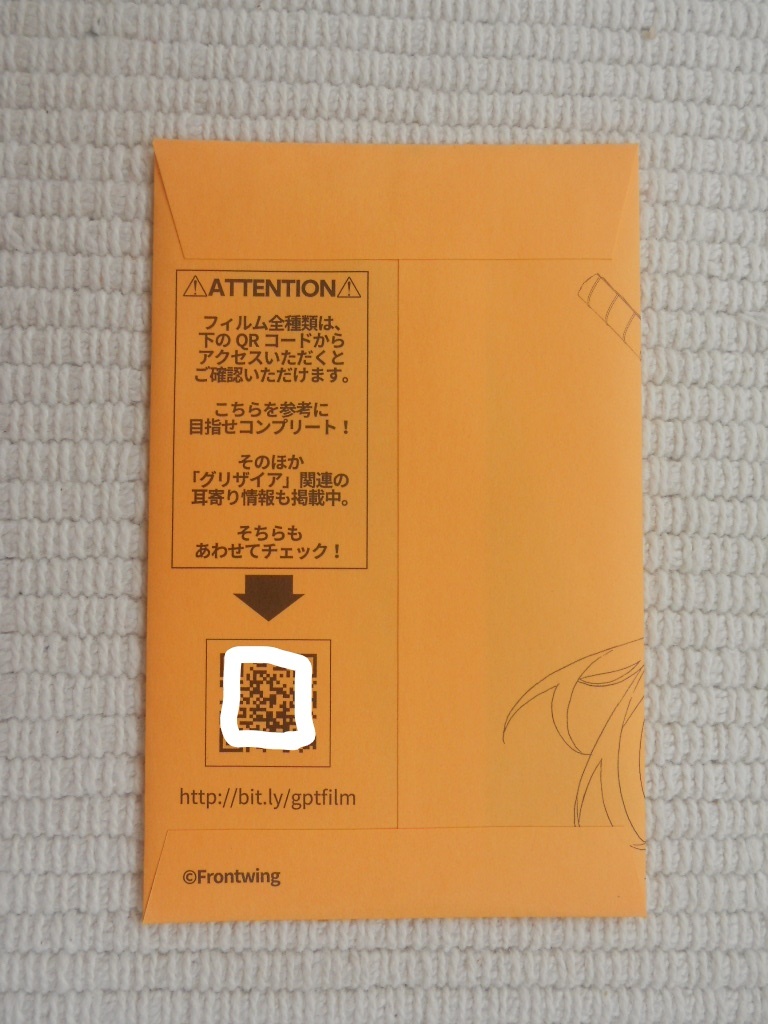 ATTENTION
フィルム全種類は、
下の QR コードから
アクセスいただくと
ご確認いただけます。
こちらを参考に
目指せコンプリート！
そのほか
「グリザイア」関連の
耳寄り情報も掲載中。
そちらも
あわせてチェック！
http://bit.ly/gptfilm
©Frontwing